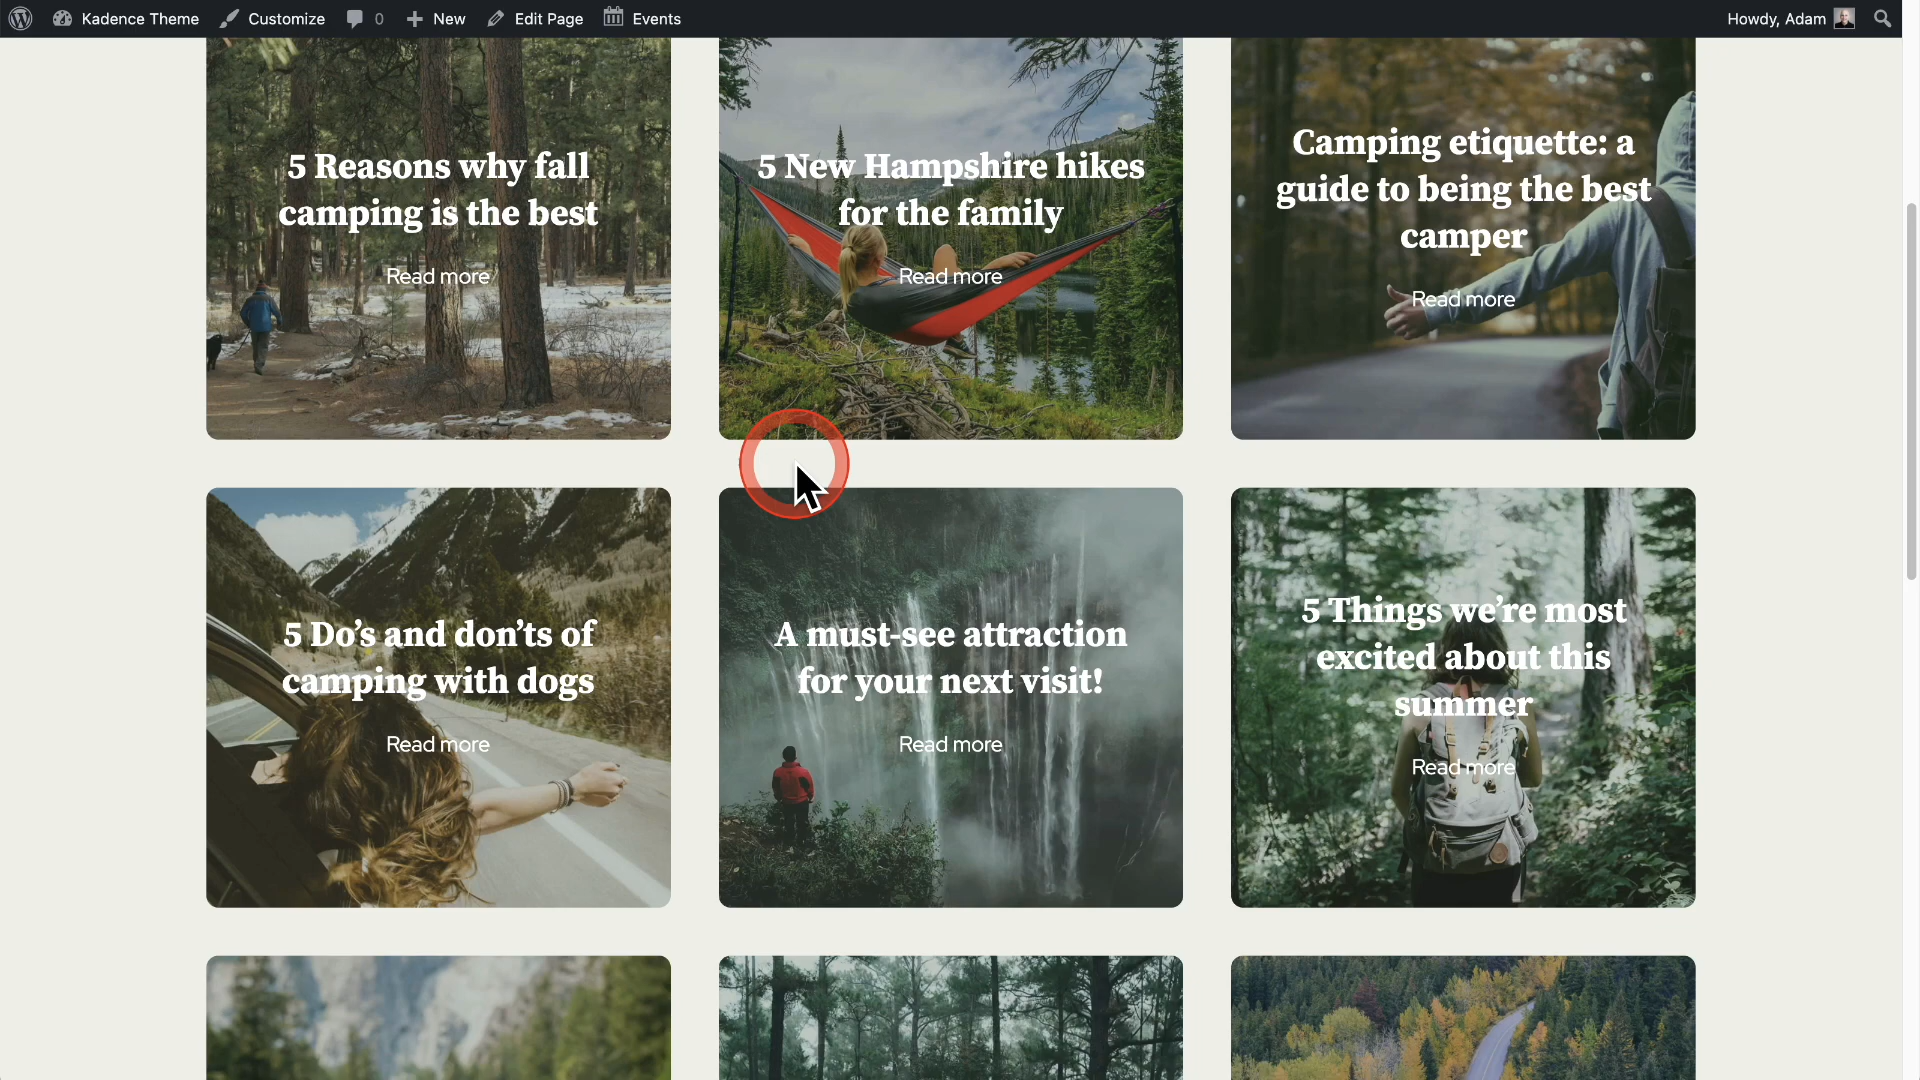 Kadence Theme Customize 0 New Edit Page Events Howdy, Adam
5 Reasons why fall
camping is the best
Read more
5 New Hampshire hikes
for the family
Read more
Camping etiquette: a
guide to being the best
camper
Read more
5 Do’s and don’ts of
camping with dogs
Read more
A must-see attraction
for your next visit!
Read more
5 Things we’re most
excited about this
summer
Read more